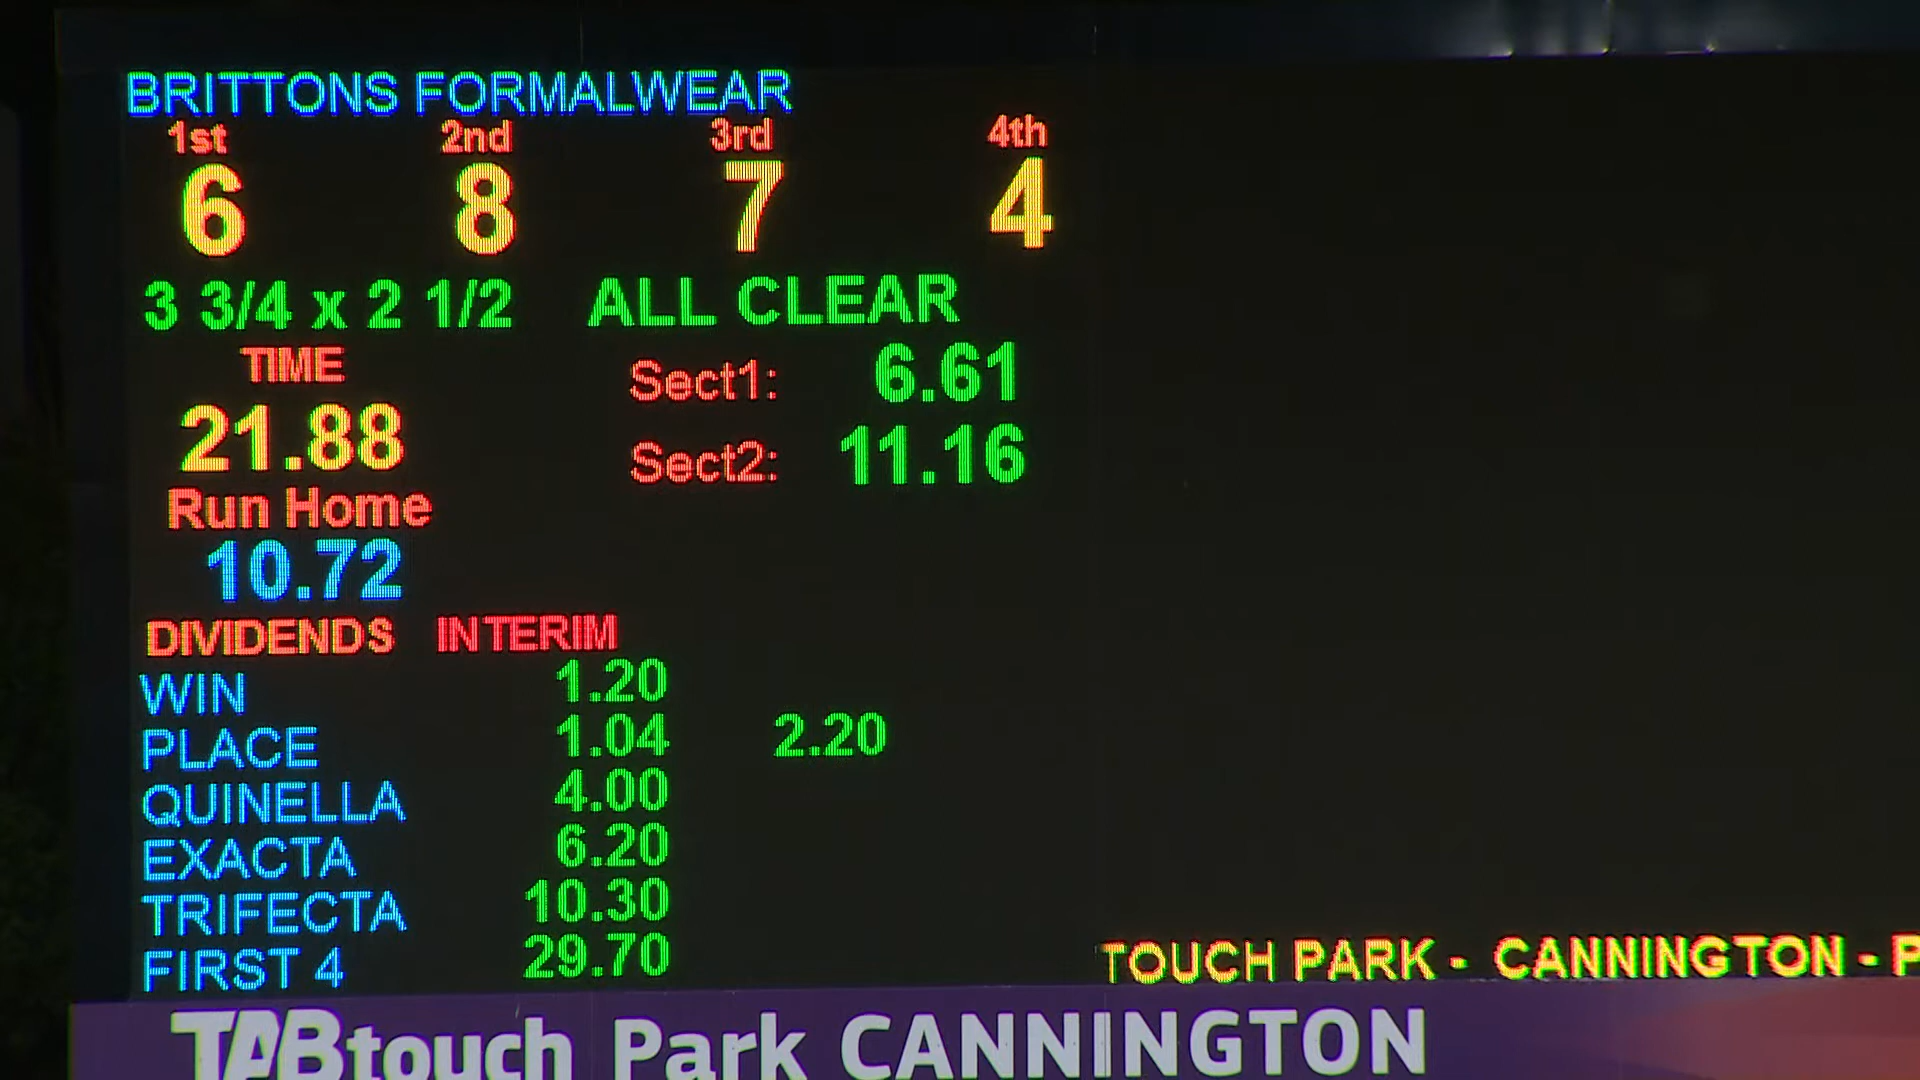 BRITTONS FORMALWEAR
1st 2nd 3rd 4th
6 8 7 4
3 3/4 x 2 1/2 ALL CLEAR
TIME
21.88
Sect1: 6.61
Sect2: 11.16
Run Home
10.72
DIVIDENDS INTERIM
WIN 1.20
PLACE 1.04 2.20
QUINELLA 4.00
EXACTA 6.20
TRIFECTA 10.30
FIRST 4 29.70
TOUCH PARK - CANNINGTON - P
TABtouch Park CANNINGTON